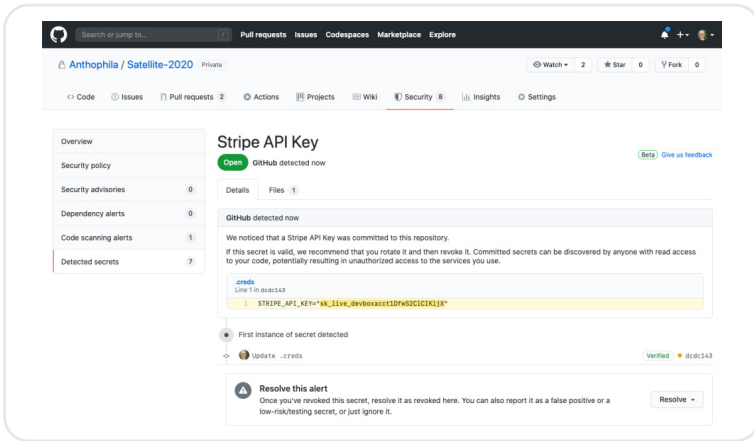 Search or jump to... / Pull requests Issues Codespaces Marketplace Explore
Anthophila / Satellite-2020 Private Watch 2 Star 0 Fork 0
Code Issues Pull requests 2 Actions Projects Wiki Security 8 Insights Settings
Overview
Security policy
Security advisories 0
Dependency alerts 0
Code scanning alerts 1
Detected secrets 7
Stripe API Key
Open GitHub detected now
Beta Give us feedback
Details Files 1
GitHub detected now
We noticed that a Stripe API Key was committed to this repository.
If this secret is valid, we recommend that you rotate it and then revoke it. Committed secrets can be discovered by anyone with read access
to your code, potentially resulting in unauthorized access to the services you use.
.creds
Line 1 in dcdc143
1 STRIPE_API_KEY="sk_live_devboxacct1DfwS2ClCIKljX"
First instance of secret detected
Update .creds Verified dcdc143
Resolve this alert
Once you've revoked this secret, resolve it as revoked here. You can also report it as a false positive or a
low-risk/testing secret, or just ignore it.
Resolve